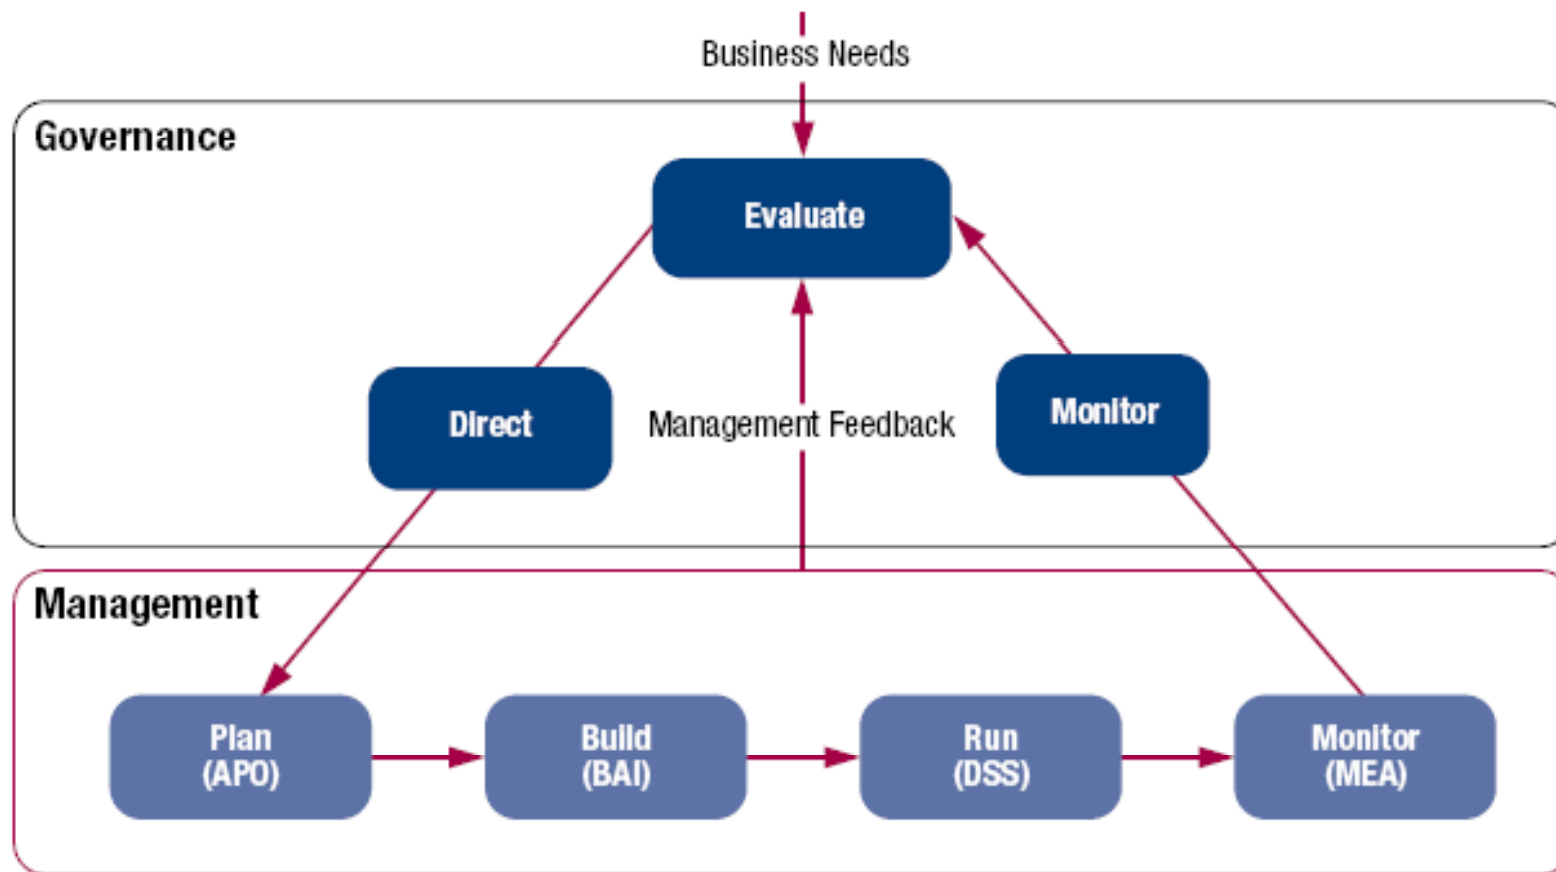 Business Needs
Governance
Evaluate
Direct
Management Feedback
Monitor
Management
Plan
(APO)
Build
(BAI)
Run
(DSS)
Monitor
(MEA)